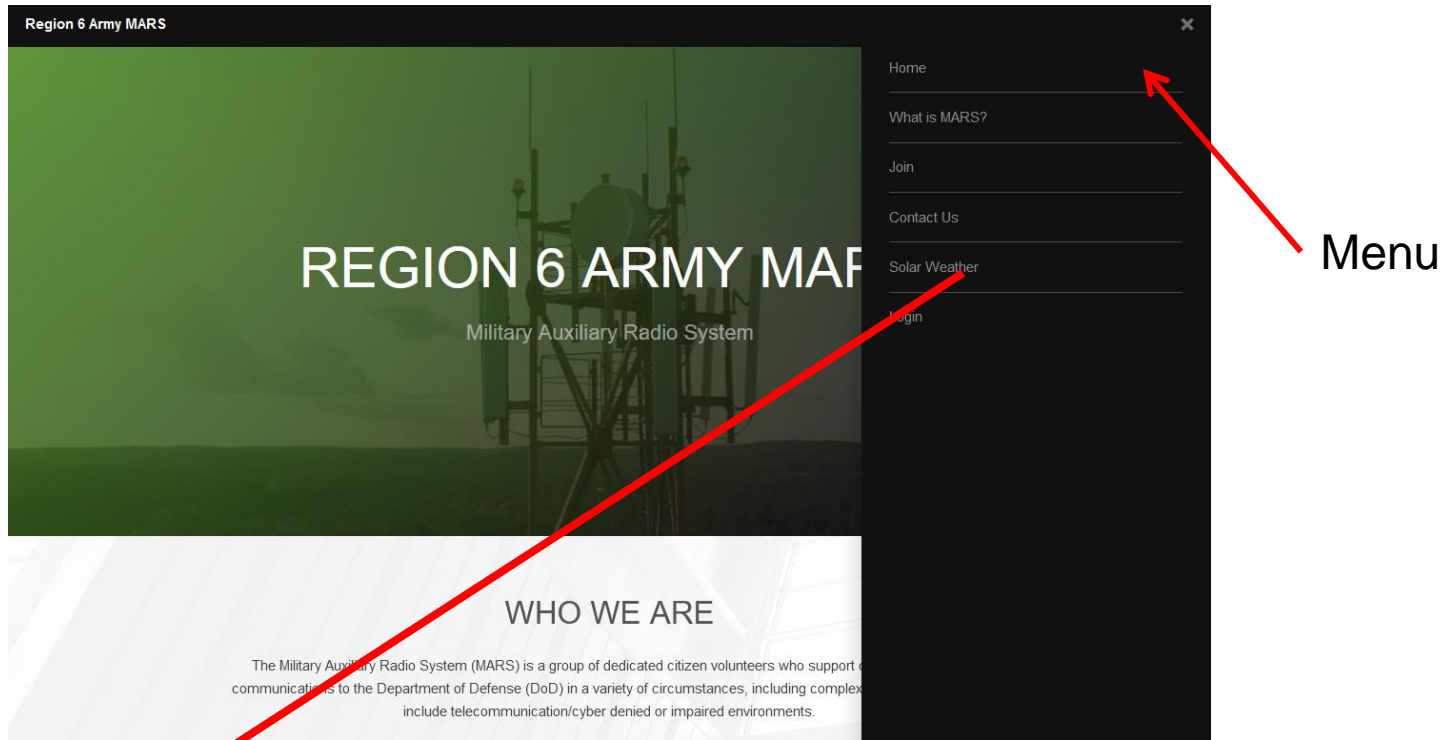 Region 6 Army MARS
Home
What is MARS?
Join
Contact Us
Solar Weather
Login
Menu
REGION 6 ARMY
Military Auxiliary Radio System
WHO WE ARE
The Military Auxiliary Radio System (MARS) is a group of dedicated citizen volunteers who support
communications to the Department of Defense (DoD) in a variety of circumstances, including
include telecommunication/cyber denied or impaired environments.